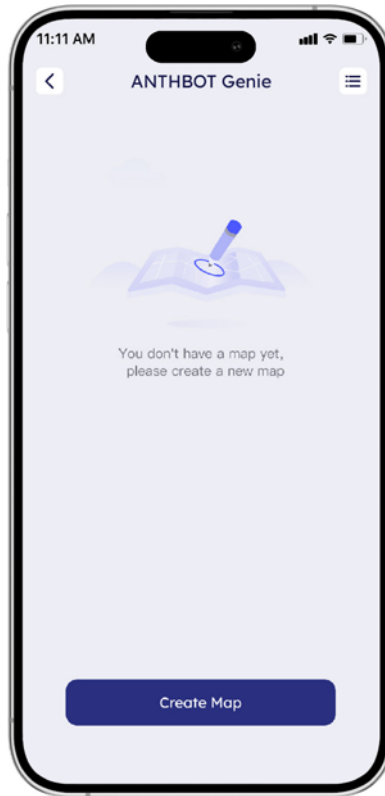 11:11 AM
ANTHBOT Genie
You don't have a map yet,
please create a new map
Create Map